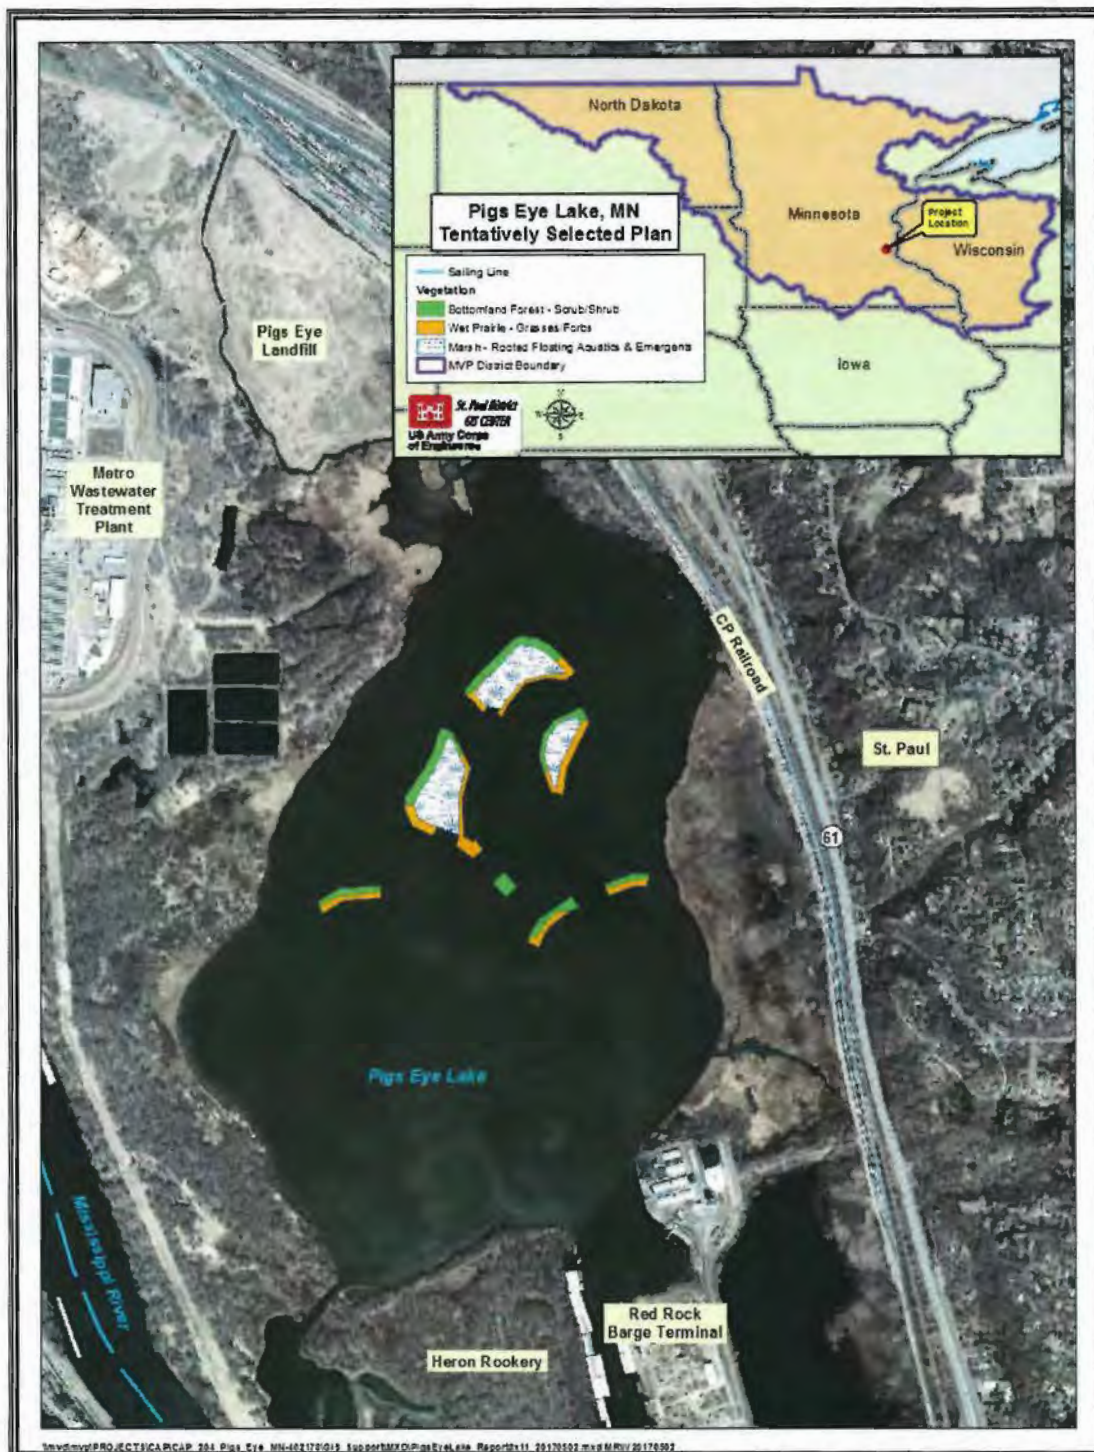 North Dakota
Minnesota
Wisconsin
Iowa
Project
Location
Pigs Eye Lake, MN
Tentatively Selected Plan
Sailing Line
Vegetation
Bottomland Forest - Scrub/Shrub
Wet Prairie - Grasses/Forbs
Marsh - Rooted Floating Aquatics & Emergents
MVP District Boundary
St. Paul District
GIS CENTER
US Army Corps
of Engineers
N
W E
S
Pigs Eye
Landfill
Metro
Wastewater
Treatment
Plant
CP Railroad
St. Paul
61
Pigs Eye Lake
Mississippi River
Red Rock
Barge Terminal
Heron Rookery